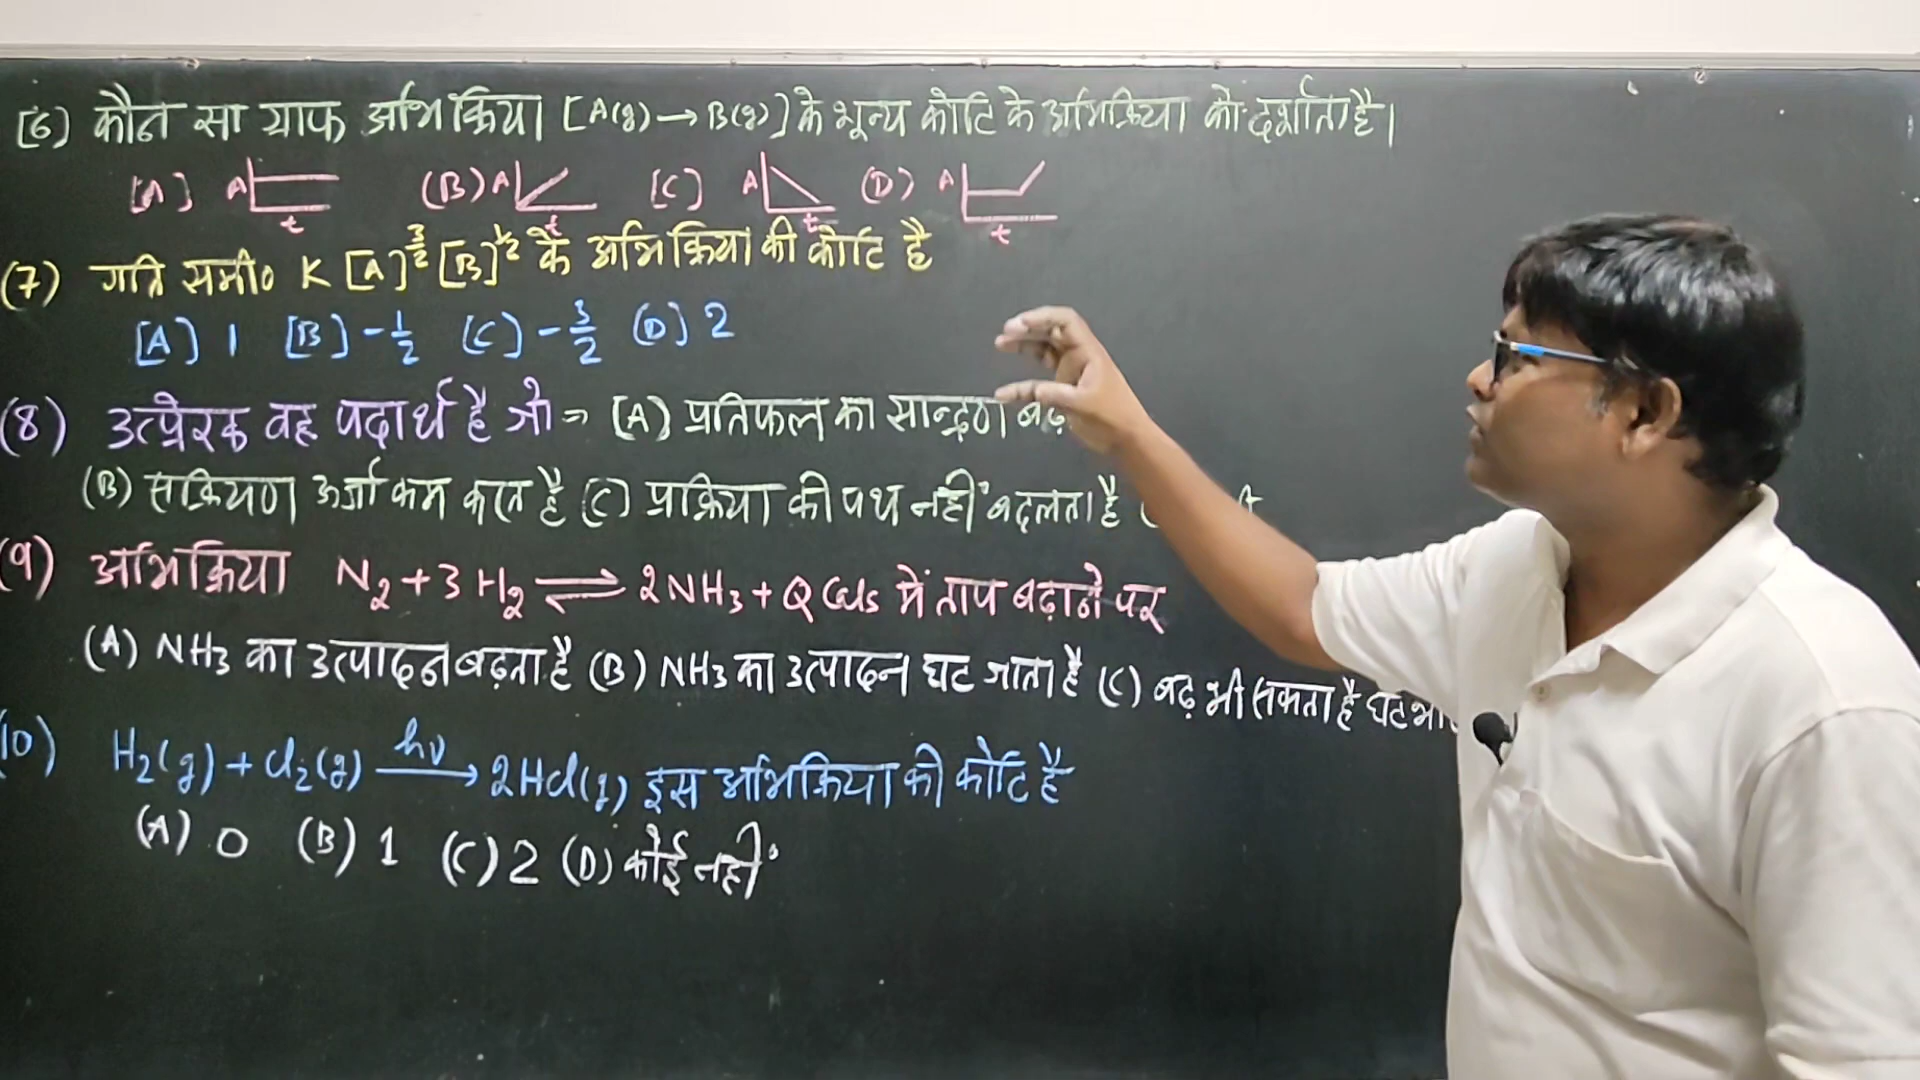 [6] कौन सा ग्राफ अभिक्रिया [A(g) → B(g)] के शून्य कोटि के अभिक्रिया को दर्शाता है।
[A] A t (B) A t [C] A t (D) A t
(7) गति समी० K [A]^3/2 [B]^1/2 के अभिक्रिया की कोटि है
[A] 1 [B] -1/2 [C] -3/2 (D) 2
(8) उत्प्रेरक वह पदार्थ है जो ⇒ [A] प्रतिफल का सान्द्रण
(B) सक्रियण ऊर्जा कम करता है [C] प्रक्रिया की पथ नहीं बदलता है
(9) अभिक्रिया N2 + 3H2 ⇌ 2NH3 + Q Cals में ताप बढ़ाने पर
(A) NH3 का उत्पादन बढ़ता है (B) NH3 का उत्पादन घट जाता है (C) बढ़ भी सकता है घट भी
10) H2(g) + Cl2(g) hν → 2HCl(g) इस अभिक्रिया की कोटि है
(A) 0 (B) 1 (C) 2 (D) कोई नहीं